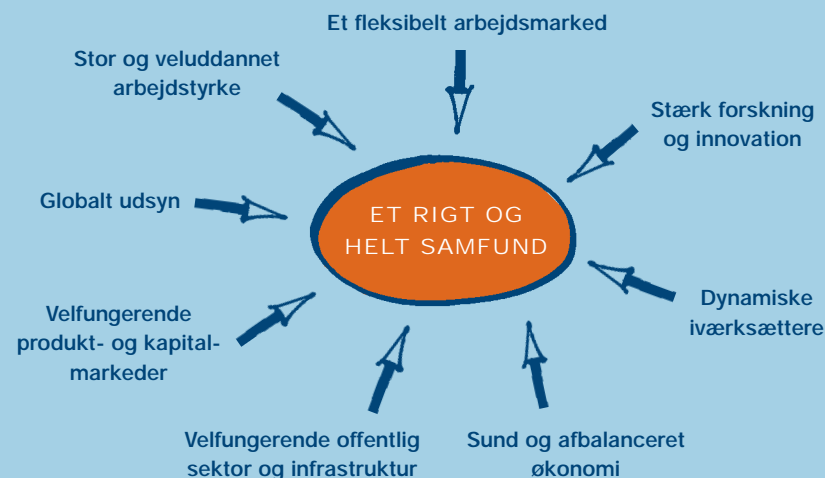 Et fleksibelt arbejdsmarked
Stor og veluddannet
arbejdstyrke
Stærk forskning
og innovation
Globalt udsyn
ET RIGT OG
HELT SAMFUND
Dynamiske
iværksættere
Velfungerende
produkt- og kapital-
markeder
Velfungerende offentlig
sektor og infrastruktur
Sund og afbalanceret
økonomi